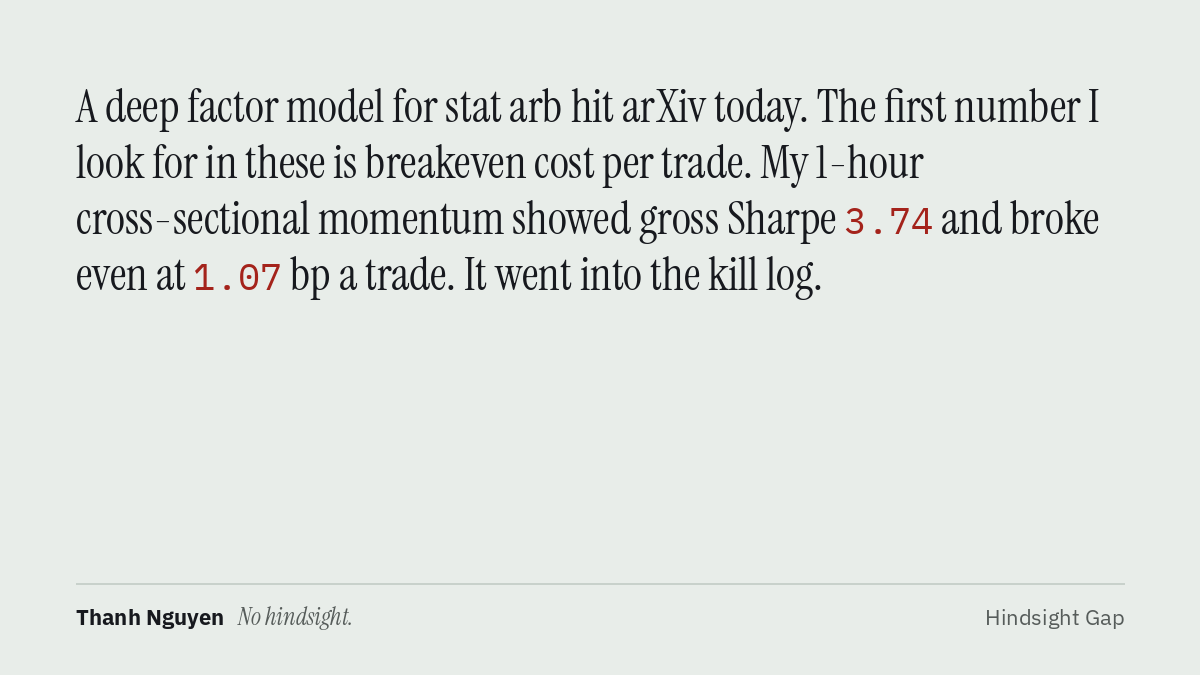 A deep factor model for stat arb hit arXiv today. The first number I
look for in these is breakeven cost per trade. My 1-hour
cross-sectional momentum showed gross Sharpe 3.74 and broke
even at 1.07 bp a trade. It went into the kill log.
Thanh Nguyen No hindsight.
Hindsight Gap